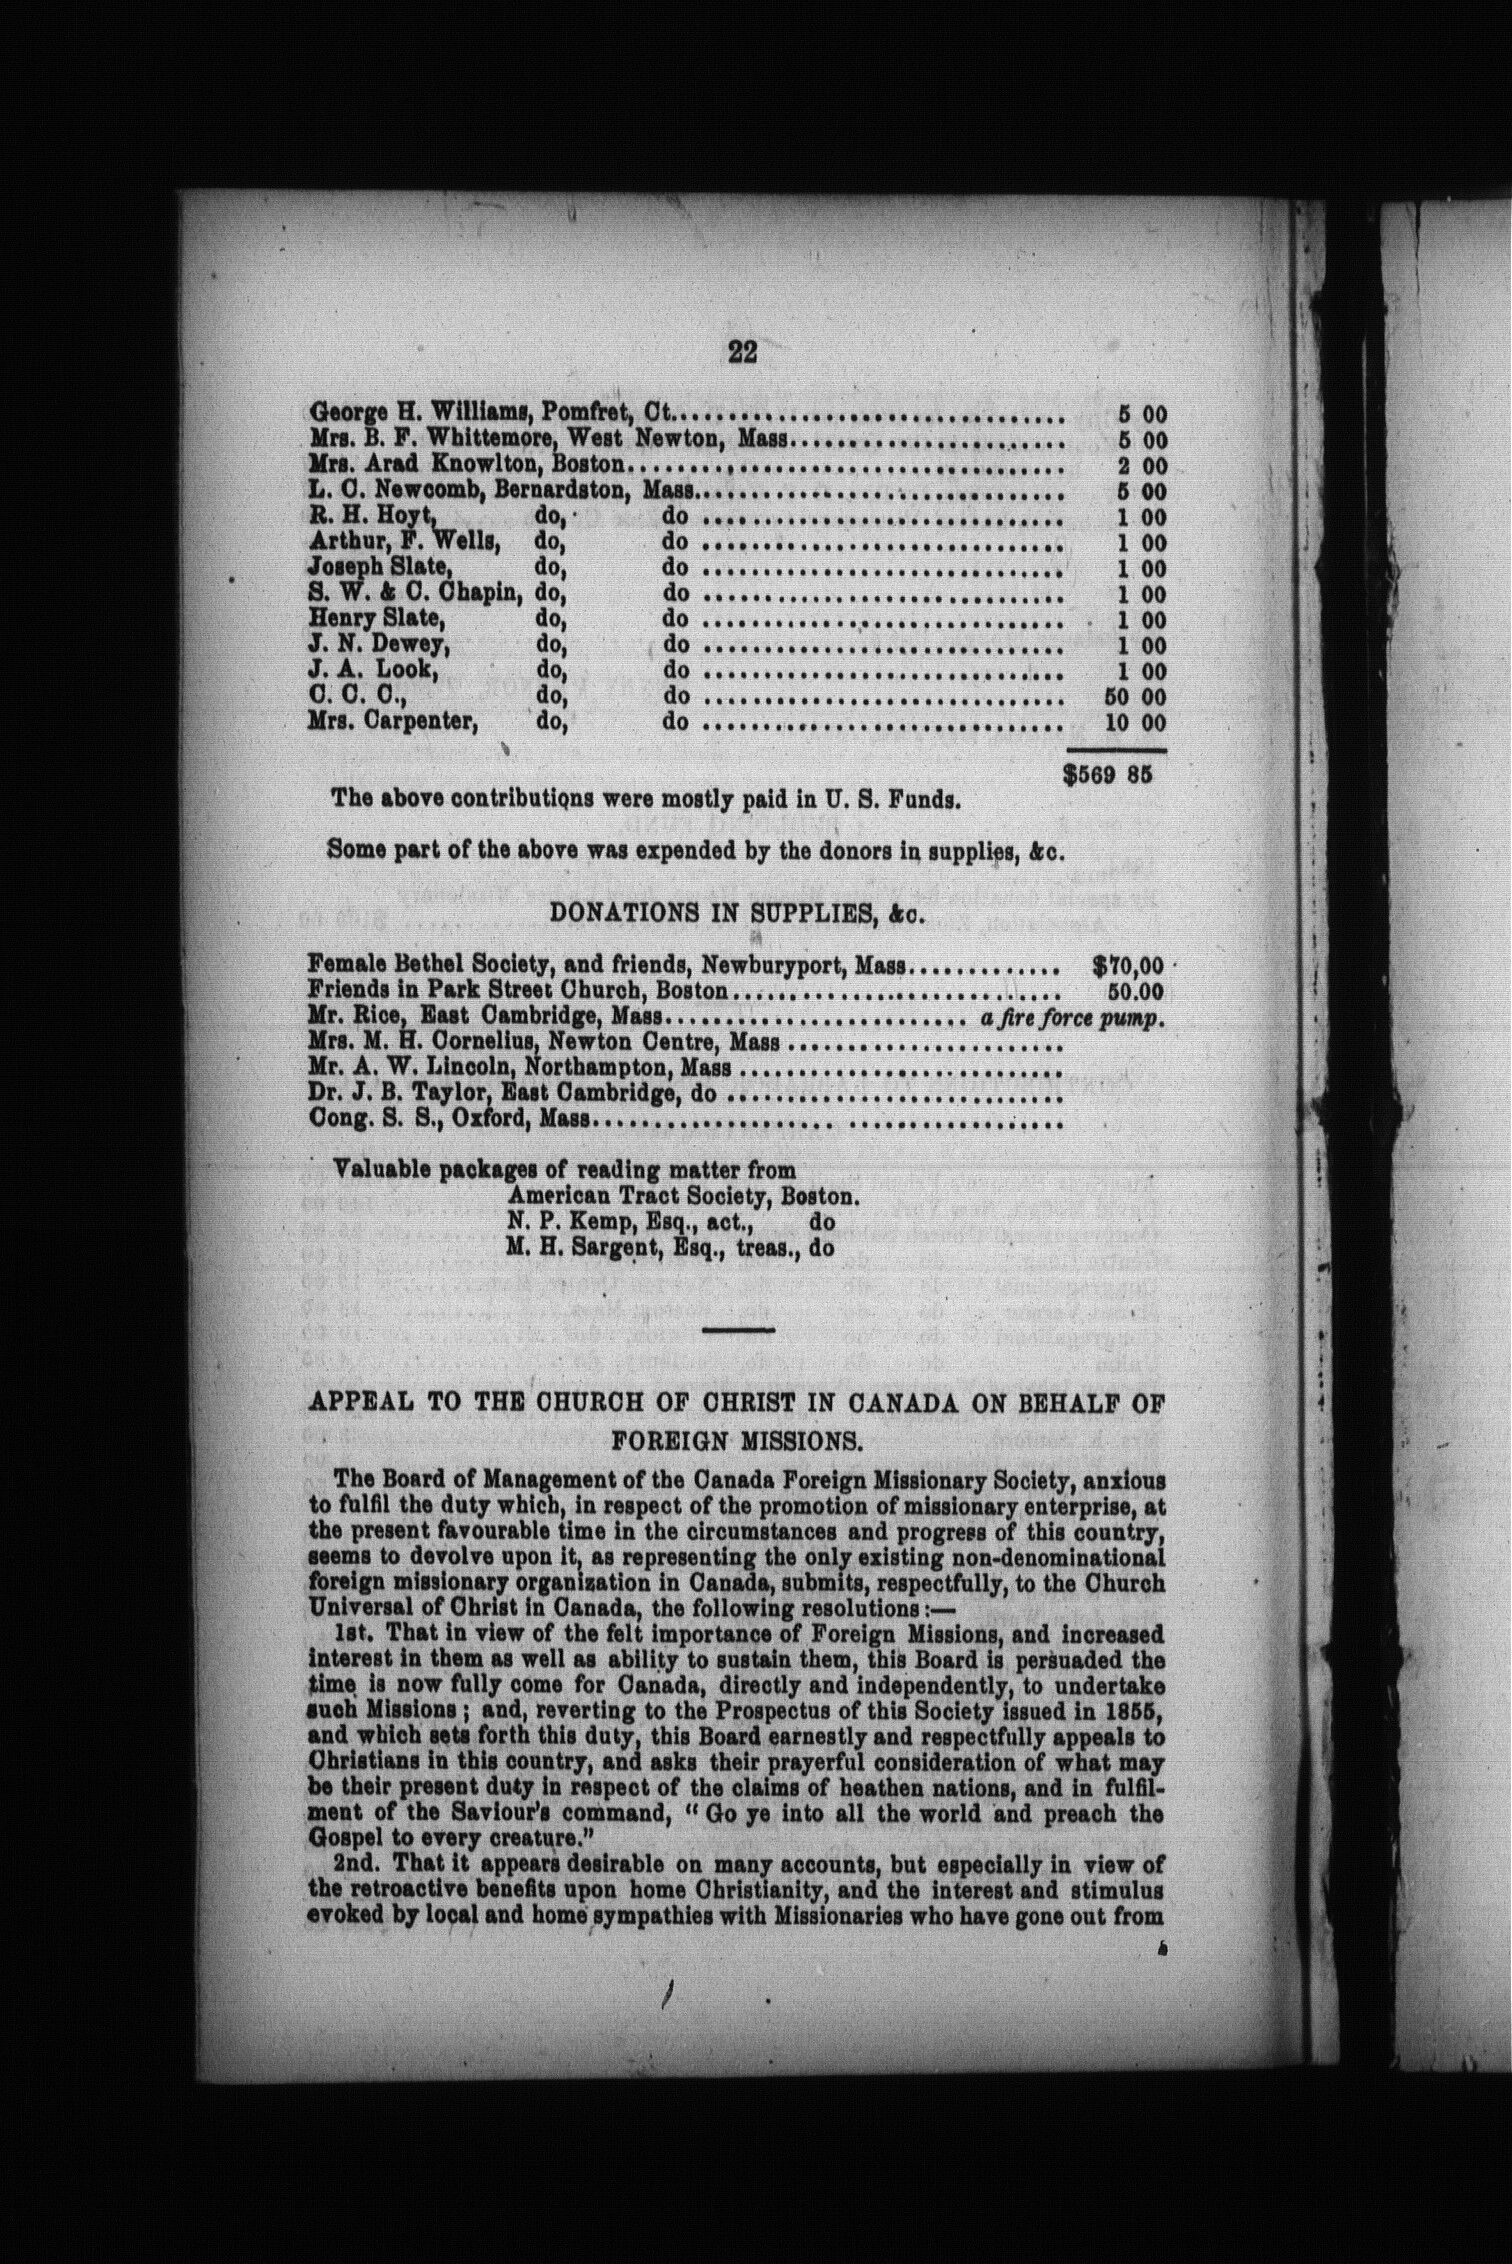 22
George H. Williams, Pomfret, Ct................................. 5 00
Mrs. B. F. Whittemore, West Newton, Mass....................... 5 00
Mrs. Arad Knowlton, Boston................................... 2 00
L. C. Newcomb, Bernardston, Mass.............................. 5 00
R. H. Hoyt, do, do .............................. 1 00
Arthur, F. Wells, do, do .............................. 1 00
Joseph Slate, do, do .............................. 1 00
S. W. & C. Chapin, do, do .............................. 1 00
Henry Slate, do, do .............................. 1 00
J. N. Dewey, do, do .............................. 1 00
J. A. Look, do, do .............................. 1 00
C. C. C., do, do .............................. 50 00
Mrs. Carpenter, do, do .............................. 10 00
$569 85
The above contributions were mostly paid in U. S. Funds.
Some part of the above was expended by the donors in supplies, &c.
DONATIONS IN SUPPLIES, &c.
Female Bethel Society, and friends, Newburyport, Mass............. $70,00
Friends in Park Street Church, Boston........................... 50.00
Mr. Rice, East Cambridge, Mass......................... a fire force pump.
Mrs. M. H. Cornelius, Newton Centre, Mass .......................
Mr. A. W. Lincoln, Northampton, Mass ...........................
Dr. J. B. Taylor, East Cambridge, do ............................
Cong. S. S., Oxford, Mass.................... ..................
Valuable packages of reading matter from
American Tract Society, Boston.
N. P. Kemp, Esq., act., do
M. H. Sargent, Esq., treas., do
APPEAL TO THE CHURCH OF CHRIST IN CANADA ON BEHALF OF
FOREIGN MISSIONS.
The Board of Management of the Canada Foreign Missionary Society, anxious
to fulfil the duty which, in respect of the promotion of missionary enterprise, at
the present favourable time in the circumstances and progress of this country,
seems to devolve upon it, as representing the only existing non-denominational
foreign missionary organization in Canada, submits, respectfully, to the Church
Universal of Christ in Canada, the following resolutions:—
1st. That in view of the felt importance of Foreign Missions, and increased
interest in them as well as ability to sustain them, this Board is persuaded the
time is now fully come for Canada, directly and independently, to undertake
such Missions; and, reverting to the Prospectus of this Society issued in 1855,
and which sets forth this duty, this Board earnestly and respectfully appeals to
Christians in this country, and asks their prayerful consideration of what may
be their present duty in respect of the claims of heathen nations, and in fulfil-
ment of the Saviour's command, "Go ye into all the world and preach the
Gospel to every creature."
2nd. That it appears desirable on many accounts, but especially in view of
the retroactive benefits upon home Christianity, and the interest and stimulus
evoked by local and home sympathies with Missionaries who have gone out from